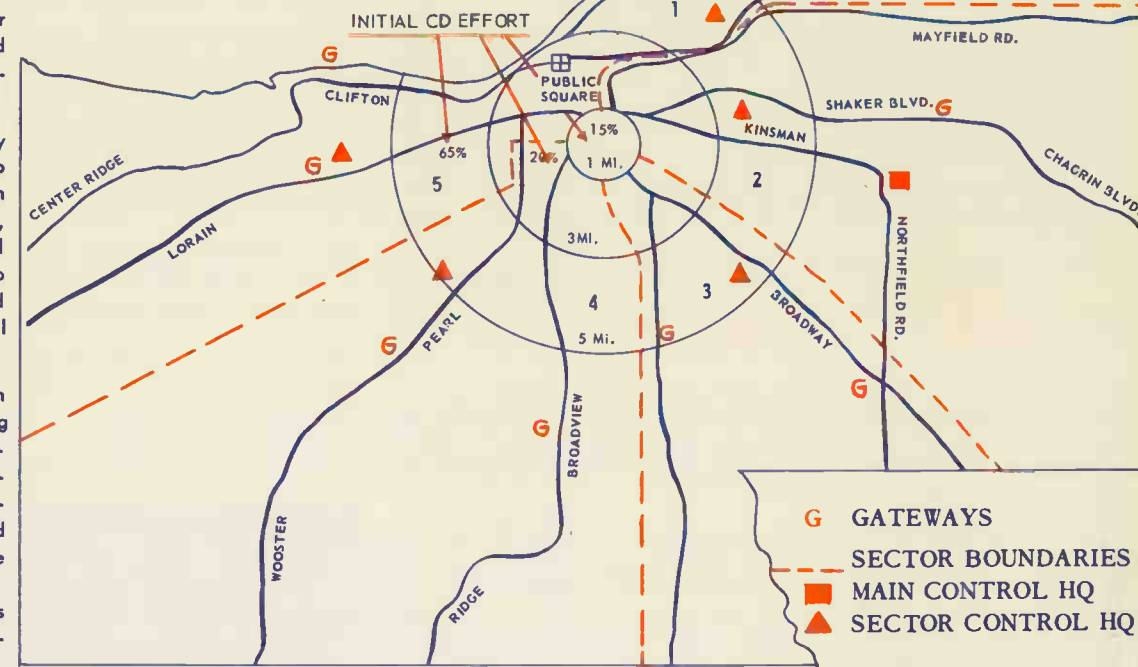 INITIAL CD EFFORT
1
MAYFIELD RD.
G
PUBLIC
SQUARE
CLIFTON
SHAKER BLVD. G
15%
KINSMAN
65%
20%
1 MI.
G
5
2
CENTER RIDGE
CHAGRIN BLVD
LORAIN
NORTHFIELD RD.
3 MI.
4
3
BROADWAY
5 Mi.
G
G
PEARL
G
G
BROADVIEW
WOOSTER
RIDGE
G GATEWAYS
SECTOR BOUNDARIES
MAIN CONTROL HQ
SECTOR CONTROL HQ